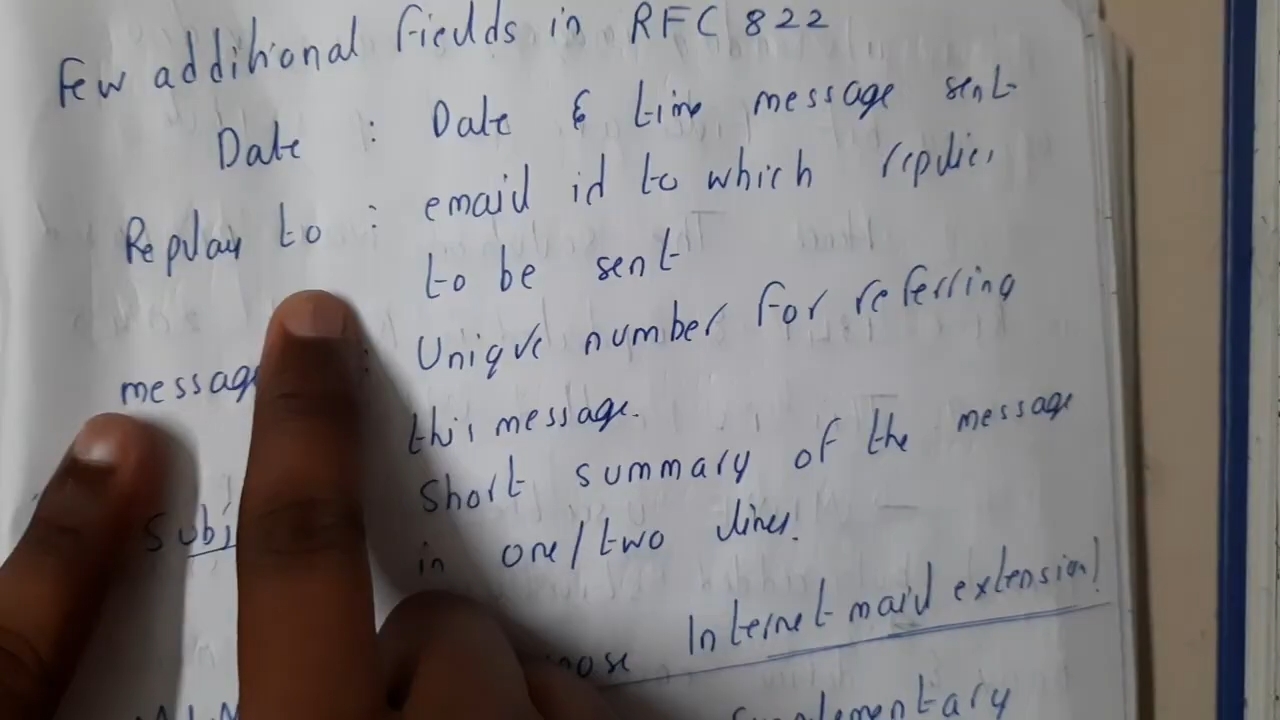 Few additional fields in RFC 822
Date : Date & time message sent
Replay to : email id to which replies
to be sent
message : Unique number for referring
this message.
Subj short summary of the message
in one/two lines.
Internet mail extension!